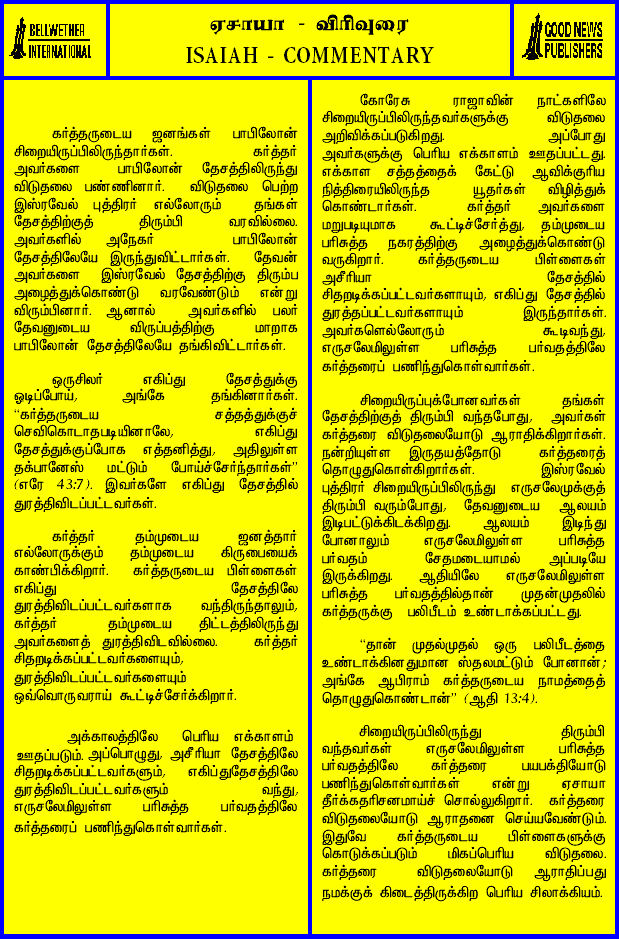 BELLWETHER
INTERNATIONAL
ஏசாயா - விரிவுரை
ISAIAH - COMMENTARY
GOOD NEWS
PUBLISHERS
கர்த்தருடைய ஜனங்கள் பாபிலோன்
சிறையிருப்பிலிருந்தார்கள். கர்த்தர்
அவர்களை பாபிலோன் தேசத்திலிருந்து
விடுதலை பண்ணினார். விடுதலை பெற்ற
இஸ்ரவேல் புத்திரர் எல்லோரும் தங்கள்
தேசத்திற்குத் திரும்பி வரவில்லை.
அவர்களில் அநேகர் பாபிலோன்
தேசத்திலேயே இருந்துவிட்டார்கள். தேவன்
அவர்களை இஸ்ரவேல் தேசத்திற்கு திரும்ப
அழைத்துக்கொண்டு வரவேண்டும் என்று
விரும்பினார். ஆனால் அவர்களில் பலர்
தேவனுடைய விருப்பத்திற்கு மாறாக
பாபிலோன் தேசத்திலேயே தங்கிவிட்டார்கள்.
ஒருசிலர் எகிப்து தேசத்துக்கு
ஓடிப்போய், அங்கே தங்கினார்கள்.
“கர்த்தருடைய சத்தத்துக்குச்
செவிகொடாதபடியினாலே, எகிப்து
தேசத்துக்குப்போக எத்தனித்து, அதிலுள்ள
தக்பானேஸ் மட்டும் போய்ச்சேர்ந்தார்கள்”
(எரே 43:7). இவர்களே எகிப்து தேசத்தில்
துரத்திவிடப்பட்டவர்கள்.
கர்த்தர் தம்முடைய ஜனத்தார்
எல்லோருக்கும் தம்முடைய கிருபையைக்
காண்பிக்கிறார். கர்த்தருடைய பிள்ளைகள்
எகிப்து தேசத்திலே
துரத்திவிடப்பட்டவர்களாக வந்திருந்தாலும்,
கர்த்தர் தம்முடைய திட்டத்திலிருந்து
அவர்களைத் துரத்திவிடவில்லை. கர்த்தர்
சிதறடிக்கப்பட்டவர்களையும்,
துரத்திவிடப்பட்டவர்களையும்
ஒவ்வொருவராய் கூட்டிச்சேர்க்கிறார்.
அக்காலத்திலே பெரிய எக்காளம்
ஊதப்படும். அப்பொழுது, அசீரியா தேசத்திலே
சிதறடிக்கப்பட்டவர்களும், எகிப்துதேசத்திலே
துரத்திவிடப்பட்டவர்களும் வந்து,
எருசலேமிலுள்ள பரிசுத்த பர்வதத்திலே
கர்த்தரைப் பணிந்துகொள்வார்கள்.
கோரேசு ராஜாவின் நாட்களிலே
சிறையிருப்பிலிருந்தவர்களுக்கு விடுதலை
அறிவிக்கப்படுகிறது. அப்போது
அவர்களுக்கு பெரிய எக்காளம் ஊதப்பட்டது.
எக்காள சத்தத்தைக் கேட்டு ஆவிக்குரிய
நித்திரையிலிருந்த யூதர்கள் விழித்துக்
கொண்டார்கள். கர்த்தர் அவர்களை
மறுபடியுமாக கூட்டிச்சேர்த்து, தம்முடைய
பரிசுத்த நகரத்திற்கு அழைத்துக்கொண்டு
வருகிறார். கர்த்தருடைய பிள்ளைகள்
அசீரியா தேசத்தில்
சிதறடிக்கப்பட்டவர்களாயும், எகிப்து தேசத்தில்
துரத்தப்பட்டவர்களாயும் இருந்தார்கள்.
அவர்களெல்லோரும் கூடிவந்து,
எருசலேமிலுள்ள பரிசுத்த பர்வதத்திலே
கர்த்தரைப் பணிந்துகொள்வார்கள்.
சிறையிருப்புக்போனவர்கள் தங்கள்
தேசத்திற்குத் திரும்பி வந்தபோது, அவர்கள்
கர்த்தரை விடுதலையோடு ஆராதிக்கிறார்கள்.
நன்றியுள்ள இருதயத்தோடு கர்த்தரைத்
தொழுதுகொள்கிறார்கள். இஸ்ரவேல்
புத்திரர் சிறையிருப்பிலிருந்து எருசலேமுக்குத்
திரும்பி வரும்போது, தேவனுடைய ஆலயம்
இடிபட்டுக்கிடக்கிறது. ஆலயம் இடிந்து
போனாலும் எருசலேமிலுள்ள பரிசுத்த
பர்வதம் சேதமடையாமல் அப்படியே
இருக்கிறது. ஆதியிலே எருசலேமிலுள்ள
பரிசுத்த பர்வதத்தில்தான் முதன்முதலில்
கர்த்தருக்கு பலிபீடம் உண்டாக்கப்பட்டது.
“தான் முதல்முதல் ஒரு பலிபீடத்தை
உண்டாக்கினதுமான ஸ்தலமட்டும் போனான்;
அங்கே ஆபிராம் கர்த்தருடைய நாமத்தைத்
தொழுதுகொண்டான்” (ஆதி 13:4).
சிறையிருப்பிலிருந்து திரும்பி
வந்தவர்கள் எருசலேமிலுள்ள பரிசுத்த
பர்வதத்திலே கர்த்தரை பயபக்தியோடு
பணிந்துகொள்வார்கள் என்று ஏசாயா
தீர்க்கதரிசனமாய்ச் சொல்லுகிறார். கர்த்தரை
விடுதலையோடு ஆராதனை செய்யவேண்டும்.
இதுவே கர்த்தருடைய பிள்ளைகளுக்கு
கொடுக்கப்படும் மிகப்பெரிய விடுதலை.
கர்த்தரை விடுதலையோடு ஆராதிப்பது
நமக்குக் கிடைத்திருக்கிற பெரிய சிலாக்கியம்.